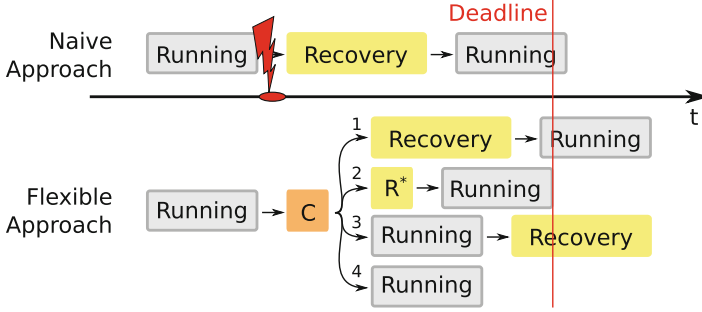 Deadline
Naive
Approach
Running
Recovery
Running
t
Flexible
Approach
Running
C
1
Recovery
Running
2
R*
Running
3
Running
Recovery
4
Running